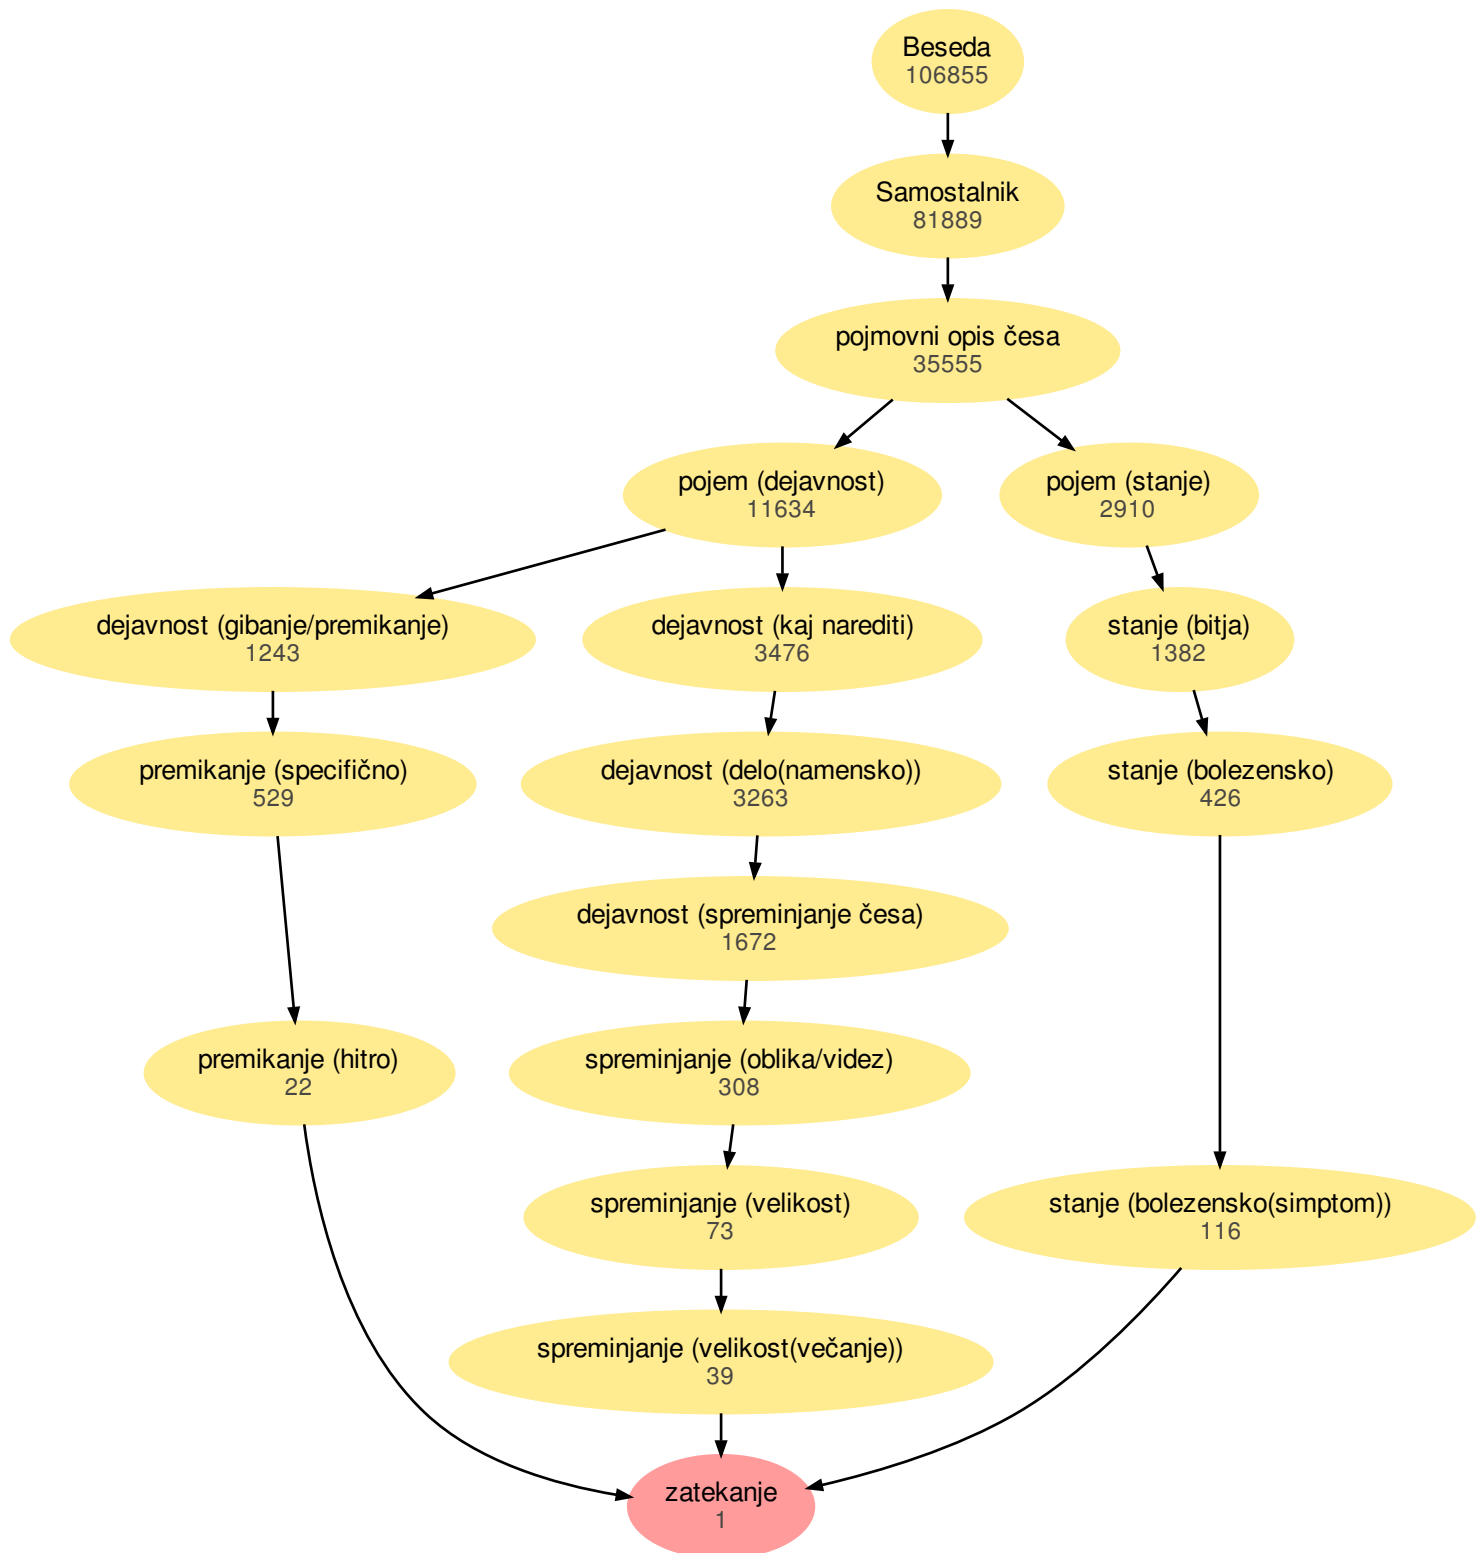 Beseda
106855
Samostalnik
81889
pojmovni opis česa
35555
pojem (dejavnost)
11634
pojem (stanje)
2910
dejavnost (gibanje/premikanje)
1243
dejavnost (kaj narediti)
3476
stanje (bitja)
1382
premikanje (specifično)
529
dejavnost (delo(namensko))
3263
stanje (bolezensko)
426
dejavnost (spreminjanje česa)
1672
premikanje (hitro)
22
spreminjanje (oblika/videz)
308
spreminjanje (velikost)
73
stanje (bolezensko(simptom))
116
spreminjanje (velikost(večanje))
39
zatekanje
1